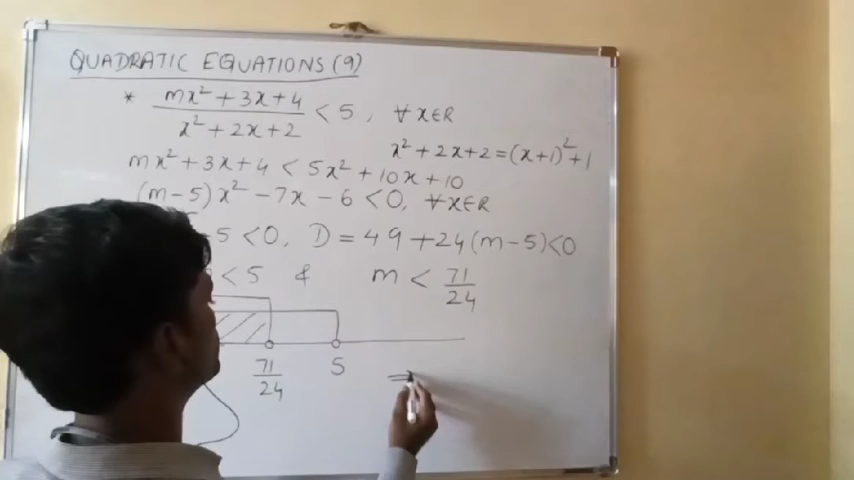 QUADRATIC EQUATIONS (9)
* (mx² + 3x + 4) / (x² + 2x + 2) < 5, ∀ x ∈ R
x² + 2x + 2 = (x + 1)² + 1
mx² + 3x + 4 < 5x² + 10x + 10
(m - 5) x² - 7x - 6 < 0, ∀ x ∈ R
- 5 < 0, D = 49 + 24 (m - 5) < 0
< 5 & m < 71/24
71/24 5 =